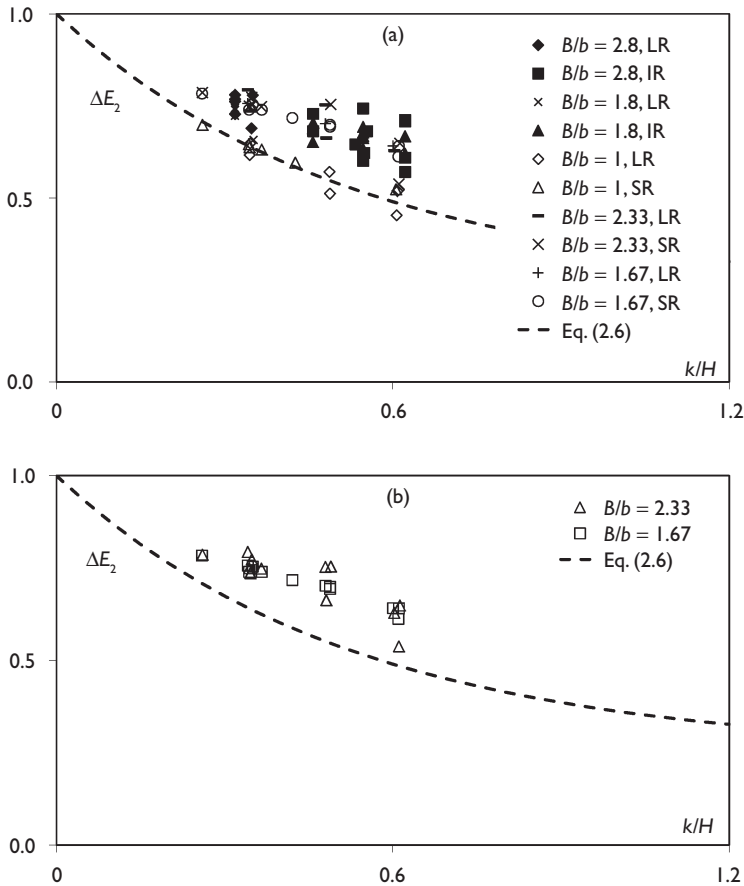 1.0
(a)
ΔE₂
B/b = 2.8, LR
B/b = 2.8, IR
B/b = 1.8, LR
B/b = 1.8, IR
B/b = 1, LR
B/b = 1, SR
B/b = 2.33, LR
B/b = 2.33, SR
B/b = 1.67, LR
B/b = 1.67, SR
Eq. (2.6)
0.5
k/H
0.0
0 0.6 1.2
1.0
(b)
B/b = 2.33
B/b = 1.67
ΔE₂
Eq. (2.6)
0.5
k/H
0.0
0 0.6 1.2